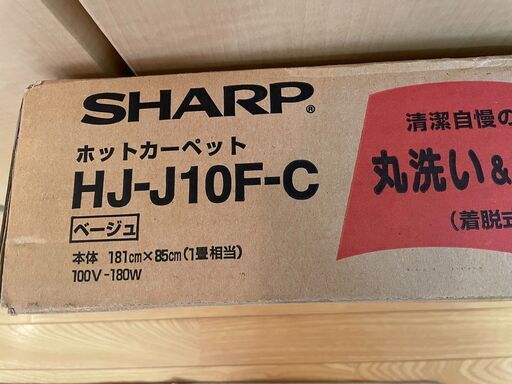 SHARP®
ホットカーペット
HJ-J10F-C
ベージュ
本体 181cm×85cm(1畳相当)
100V-180W
清潔自慢の
丸洗い&
(着脱式